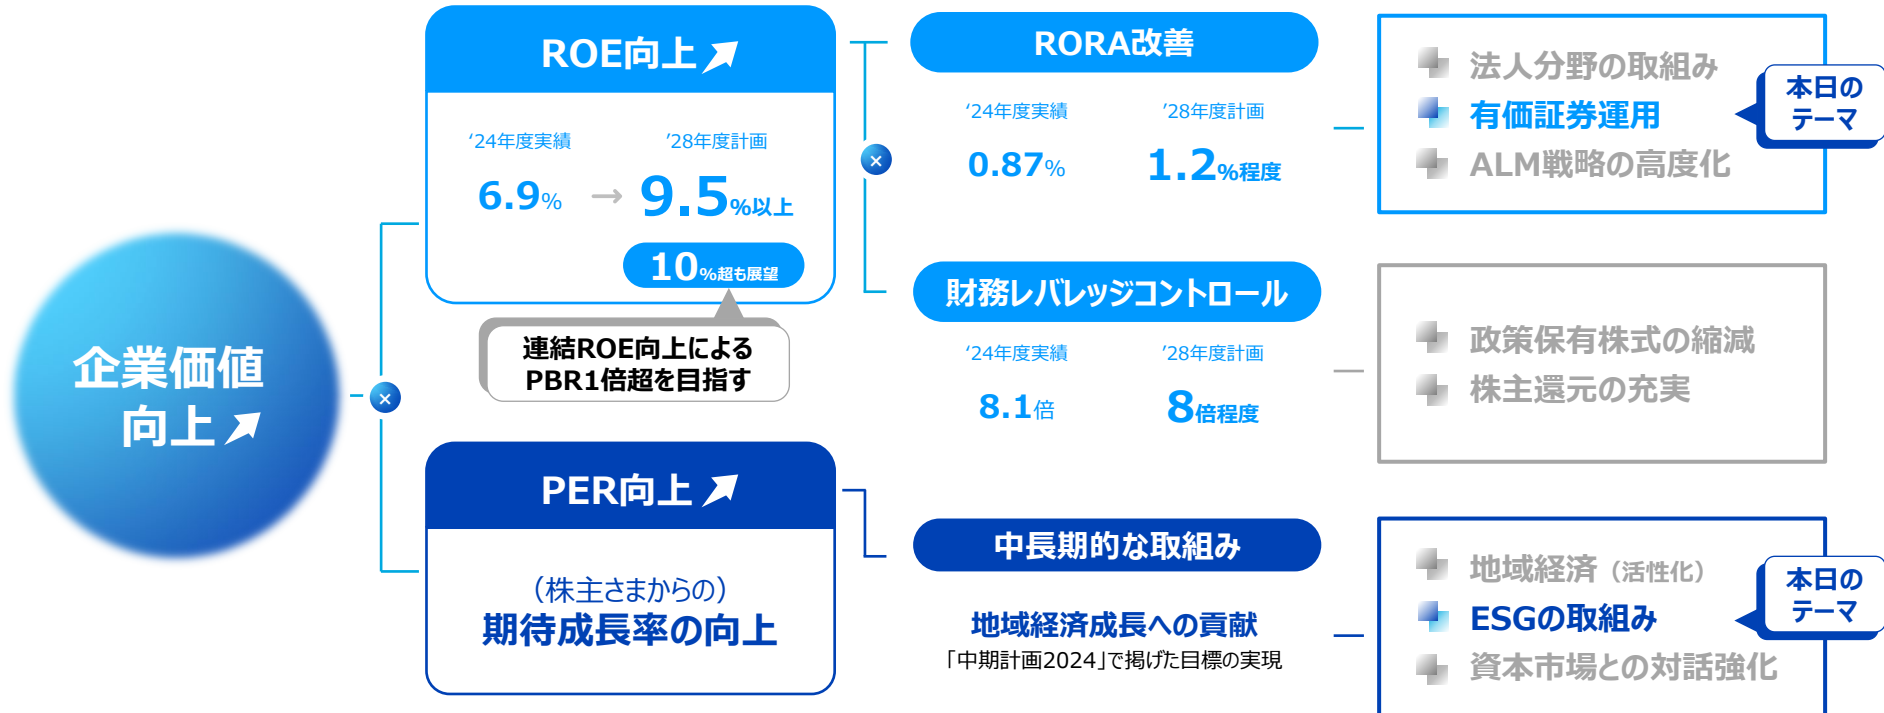 企業価値
向上
×
ROE向上
‘24年度実績
’28年度計画
6.9%
→
9.5%以上
10%超も展望
連結ROE向上による
PBR1倍超を目指す
PER向上
（株主さまからの）
期待成長率の向上
×
RORA改善
‘24年度実績
’28年度計画
0.87%
1.2%程度
財務レバレッジコントロール
‘24年度実績
’28年度計画
8.1倍
8倍程度
中長期的な取組み
地域経済成長への貢献
「中期計画2024」で掲げた目標の実現
法人分野の取組み
有価証券運用
ALM戦略の高度化
本日の
テーマ
政策保有株式の縮減
株主還元の充実
地域経済（活性化）
ESGの取組み
資本市場との対話強化
本日の
テーマ